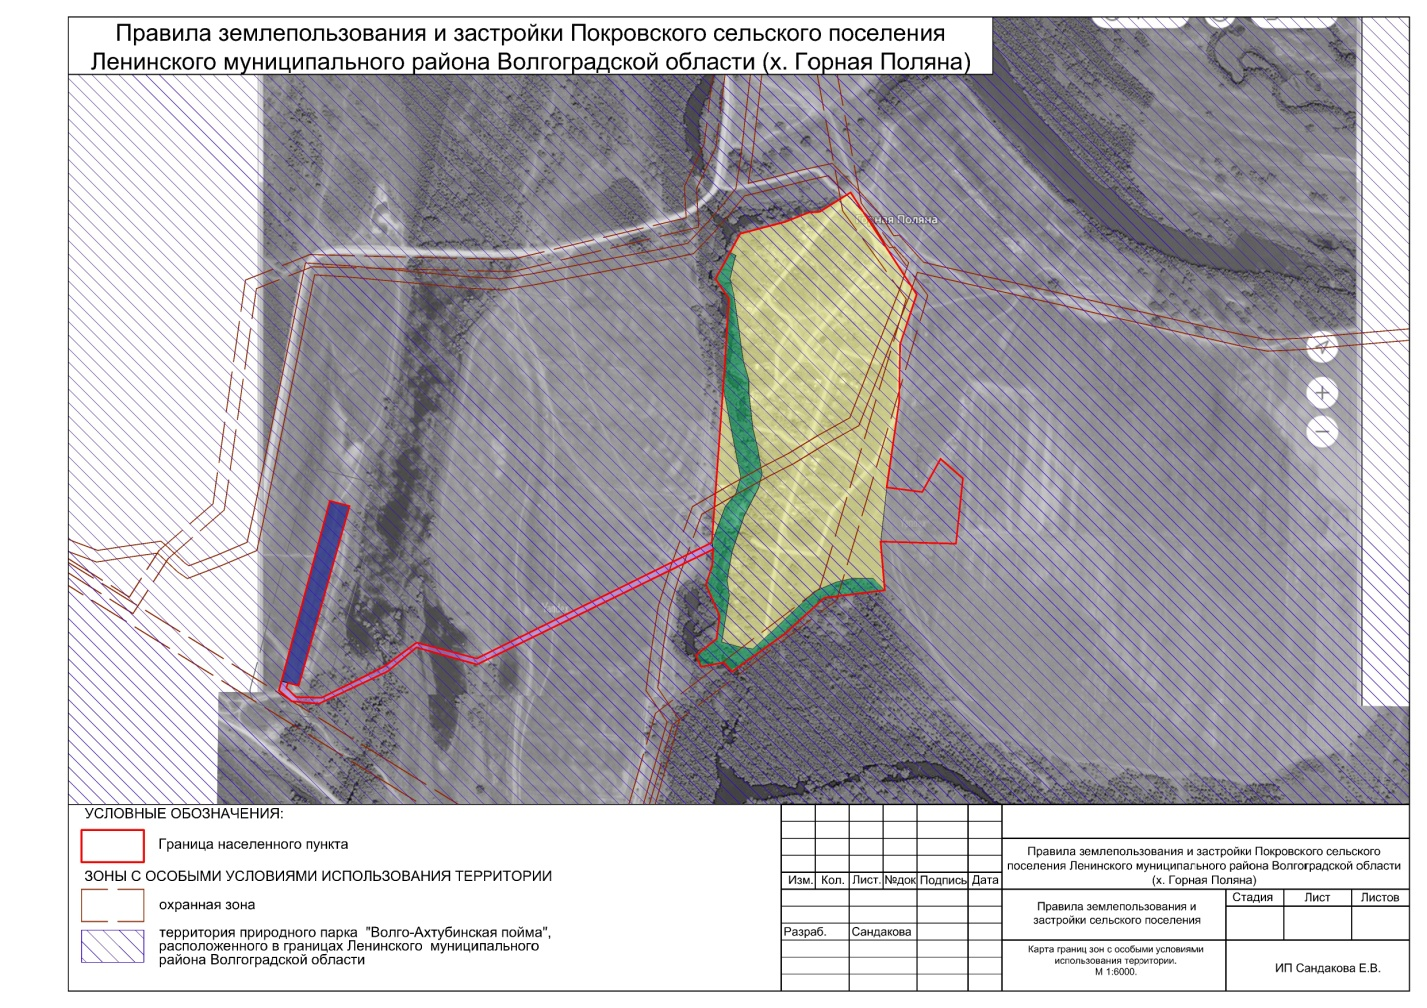 Правила землепользования и застройки Покровского сельского поселения
Ленинского муниципального района Волгоградской области (х. Горная Поляна)
Горная Поляна
УСЛОВНЫЕ ОБОЗНАЧЕНИЯ:
Граница населенного пункта
ЗОНЫ С ОСОБЫМИ УСЛОВИЯМИ ИСПОЛЬЗОВАНИЯ ТЕРРИТОРИИ
охранная зона
территория природного парка "Волго-Ахтубинская пойма",
расположенного в границах Ленинского муниципального
района Волгоградской области
Изм. Кол. Лист. №док Подпись Дата
Разраб. Сандакова
Правила землепользования и застройки Покровского сельского
поселения Ленинского муниципального района Волгоградской области
(х. Горная Поляна)
Правила землепользования и
застройки сельского поселения
Стадия Лист Листов
Карта границ зон с особыми условиями
использования территории.
М 1:6000.
ИП Сандакова Е.В.